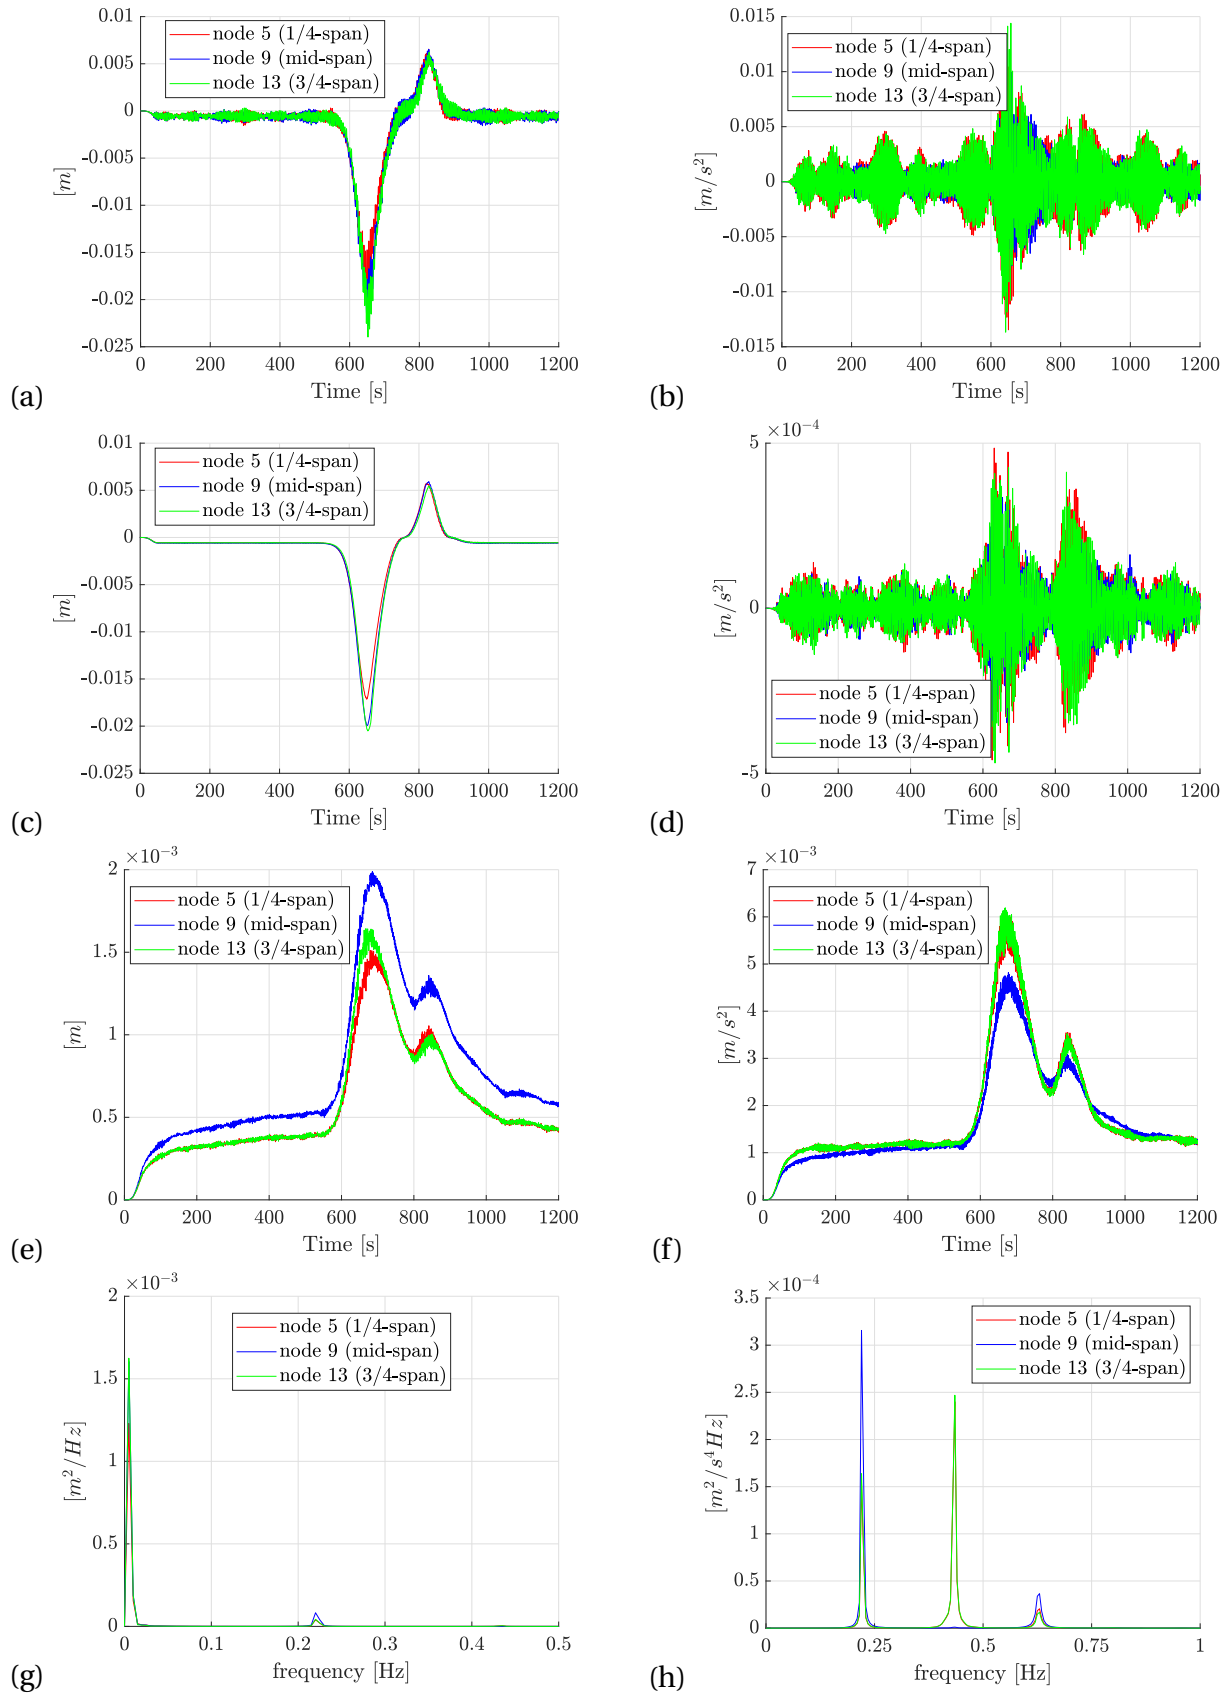 0.01
0.005
0
-0.005
-0.01
-0.015
-0.02
-0.025
[m]
node 5 (1/4-span)
node 9 (mid-span)
node 13 (3/4-span)
0 200 400 600 800 1000 1200
Time [s]
(a)
0.015
0.01
0.005
0
-0.005
-0.01
-0.015
[m/s²]
node 5 (1/4-span)
node 9 (mid-span)
node 13 (3/4-span)
0 200 400 600 800 1000 1200
Time [s]
(b)
0.01
0.005
0
-0.005
-0.01
-0.015
-0.02
-0.025
[m]
node 5 (1/4-span)
node 9 (mid-span)
node 13 (3/4-span)
0 200 400 600 800 1000 1200
Time [s]
(c)
×10⁻⁴
5
0
-5
[m/s²]
node 5 (1/4-span)
node 9 (mid-span)
node 13 (3/4-span)
0 200 400 600 800 1000 1200
Time [s]
(d)
×10⁻³
2
1.5
1
0.5
0
[m]
node 5 (1/4-span)
node 9 (mid-span)
node 13 (3/4-span)
0 200 400 600 800 1000 1200
Time [s]
(e)
×10⁻³
7
6
5
4
3
2
1
0
[m/s²]
node 5 (1/4-span)
node 9 (mid-span)
node 13 (3/4-span)
0 200 400 600 800 1000 1200
Time [s]
(f)
×10⁻³
2
1.5
1
0.5
0
[m²/Hz]
node 5 (1/4-span)
node 9 (mid-span)
node 13 (3/4-span)
0 0.1 0.2 0.3 0.4 0.5
frequency [Hz]
(g)
×10⁻⁴
3.5
3
2.5
2
1.5
1
0.5
0
[m²/s⁴Hz]
node 5 (1/4-span)
node 9 (mid-span)
node 13 (3/4-span)
0 0.25 0.5 0.75 1
frequency [Hz]
(h)